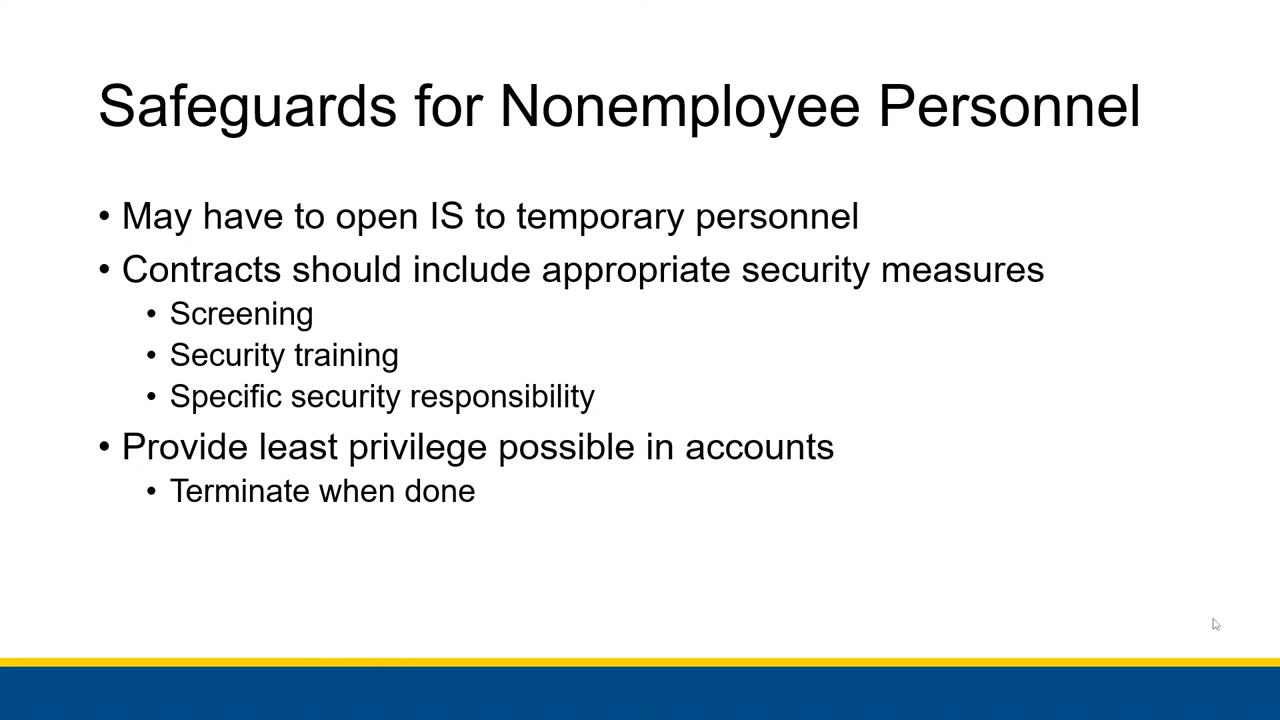 Safeguards for Nonemployee Personnel
• May have to open IS to temporary personnel
• Contracts should include appropriate security measures
• Screening
• Security training
• Specific security responsibility
• Provide least privilege possible in accounts
• Terminate when done